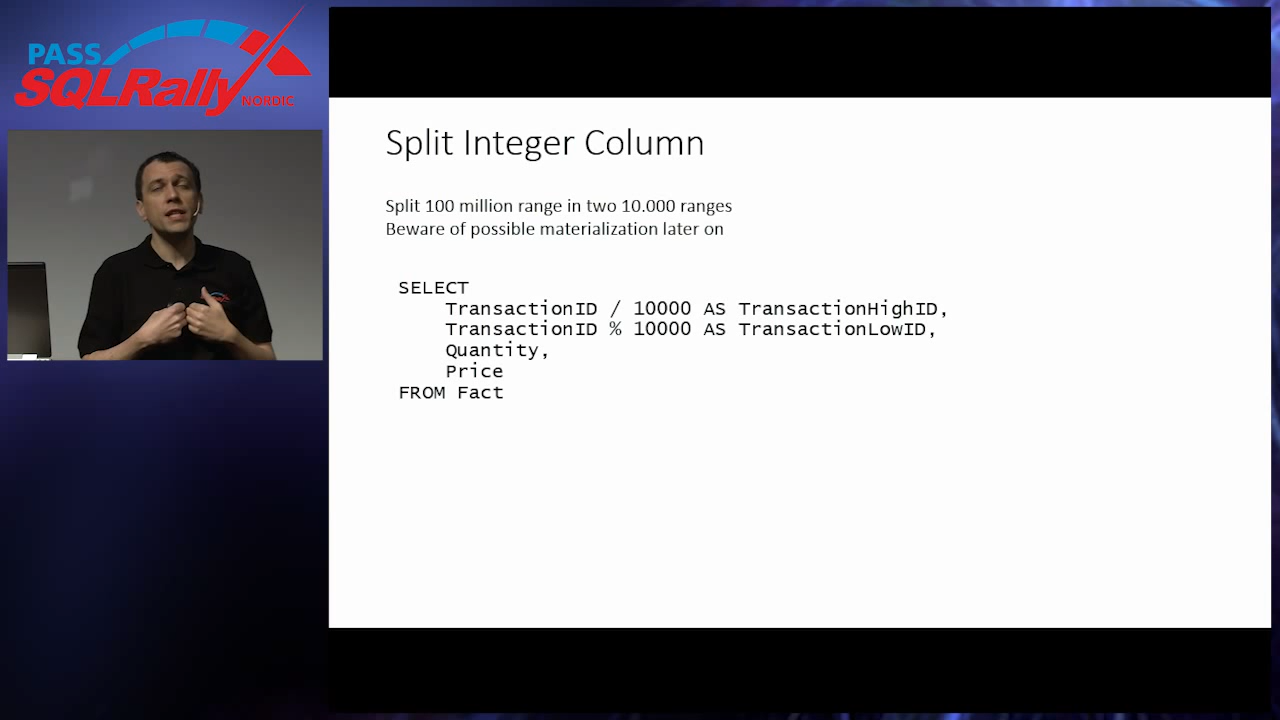 PASS
SQLRally
NORDIC
Split Integer Column
Split 100 million range in two 10.000 ranges
Beware of possible materialization later on
SELECT
TransactionID / 10000 AS TransactionHighID,
TransactionID % 10000 AS TransactionLowID,
Quantity,
Price
FROM Fact